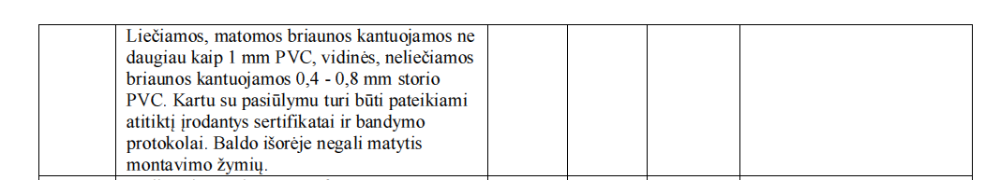 Liečiamos, matomos briaunos kantuojamos ne
daugiau kaip 1 mm PVC, vidinės, neliečiamos
briaunos kantuojamos 0,4 - 0,8 mm storio
PVC. Kartu su pasiūlymu turi būti pateikiami
atitiktį įrodantys sertifikatai ir bandymo
protokolai. Baldo išorėje negali matytis
montavimo žymių.